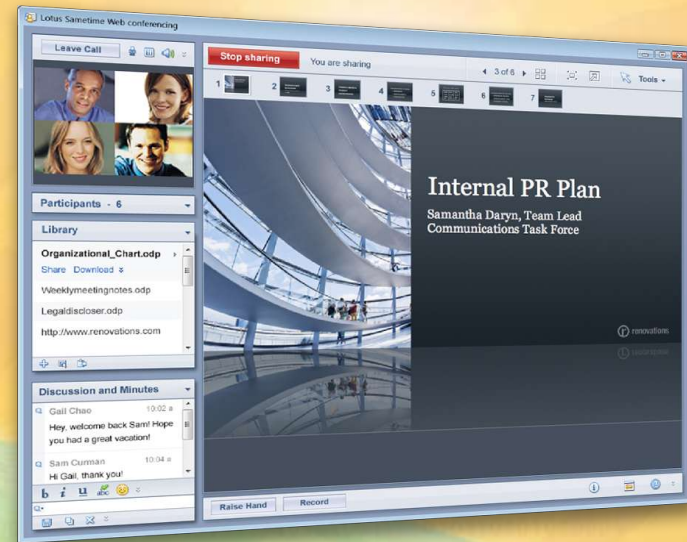 Lotus Sametime Web conferencing
Leave Call
Stop sharing
You are sharing
3 of 6
Tools
1 2 3 4 5 6 7
Participants - 6
Library
Organizational_Chart.odp
Share Download
Weeklymeetingnotes.odp
Legaldiscloser.odp
http://www.renovations.com
Discussion and Minutes
Gail Chao 10:02 a
Hey, welcome back Sam! Hope
you had a great vacation!
Sam Curman 10:04 a
Hi Gail, thank you!
b i u abc
Internal PR Plan
Samantha Daryn, Team Lead
Communications Task Force
r renovations
Raise Hand
Record